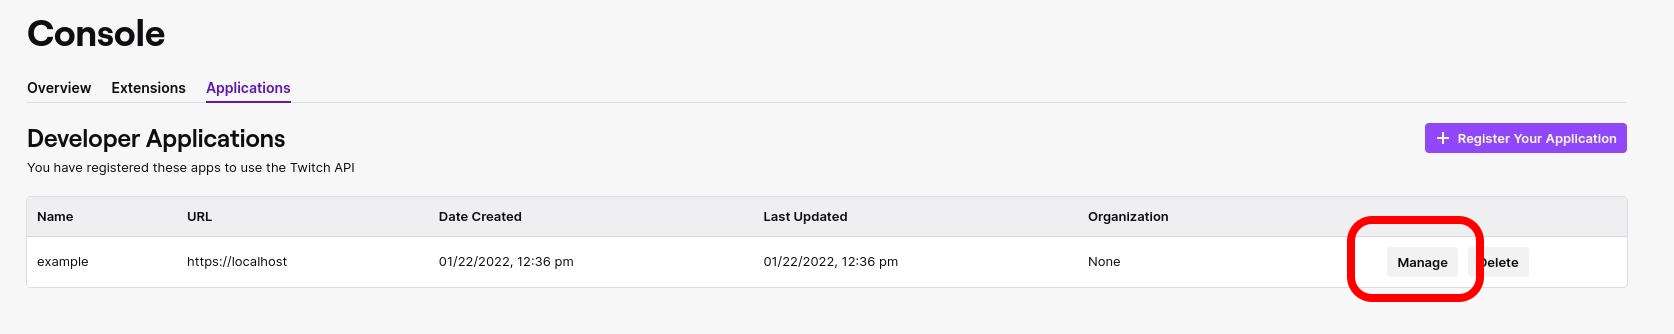 Console
Overview Extensions Applications
Developer Applications
+ Register Your Application
You have registered these apps to use the Twitch API
Name URL Date Created Last Updated Organization
example https://localhost 01/22/2022, 12:36 pm 01/22/2022, 12:36 pm None Manage Delete